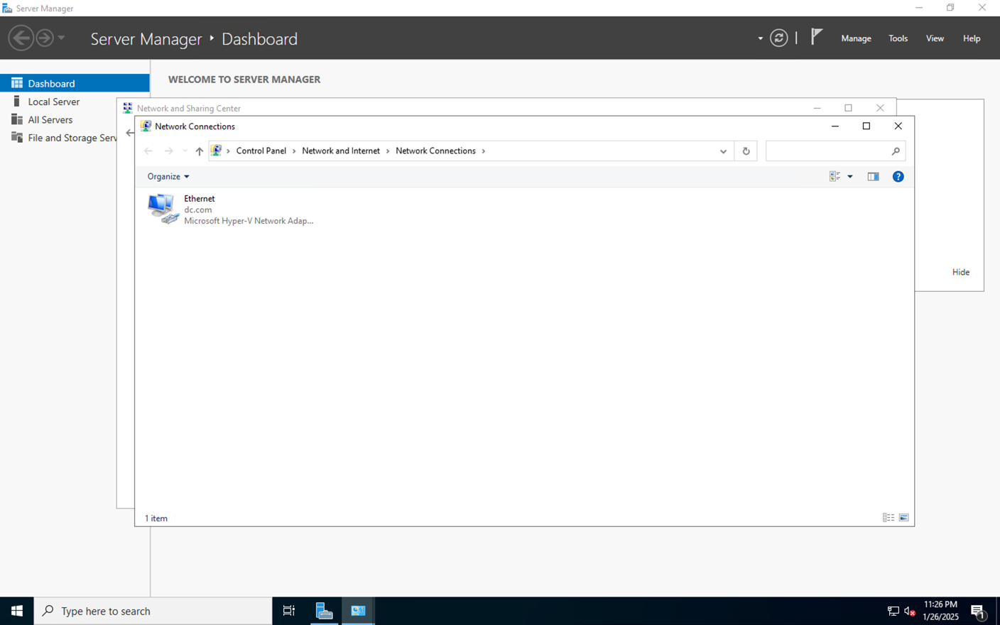 Server Manager
Server Manager ‣ Dashboard
Manage Tools View Help
Dashboard
WELCOME TO SERVER MANAGER
Local Server
All Servers
File and Storage Serv
Network and Sharing Center
Network Connections
Control Panel › Network and Internet › Network Connections ›
Organize
Ethernet
dc.com
Microsoft Hyper-V Network Adap...
Hide
1 item
Type here to search
11:26 PM
1/26/2025
1